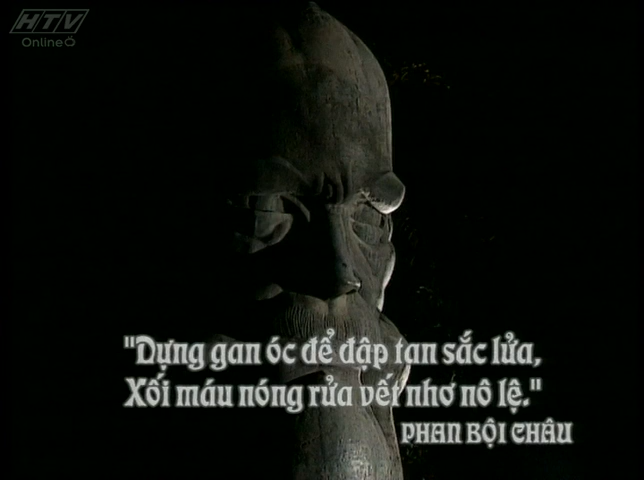 HTV
Online
"Dựng gan óc để đập tan sắc lửa,
Xối máu nóng rửa vết nhơ nô lệ."
PHAN BỘI CHÂU